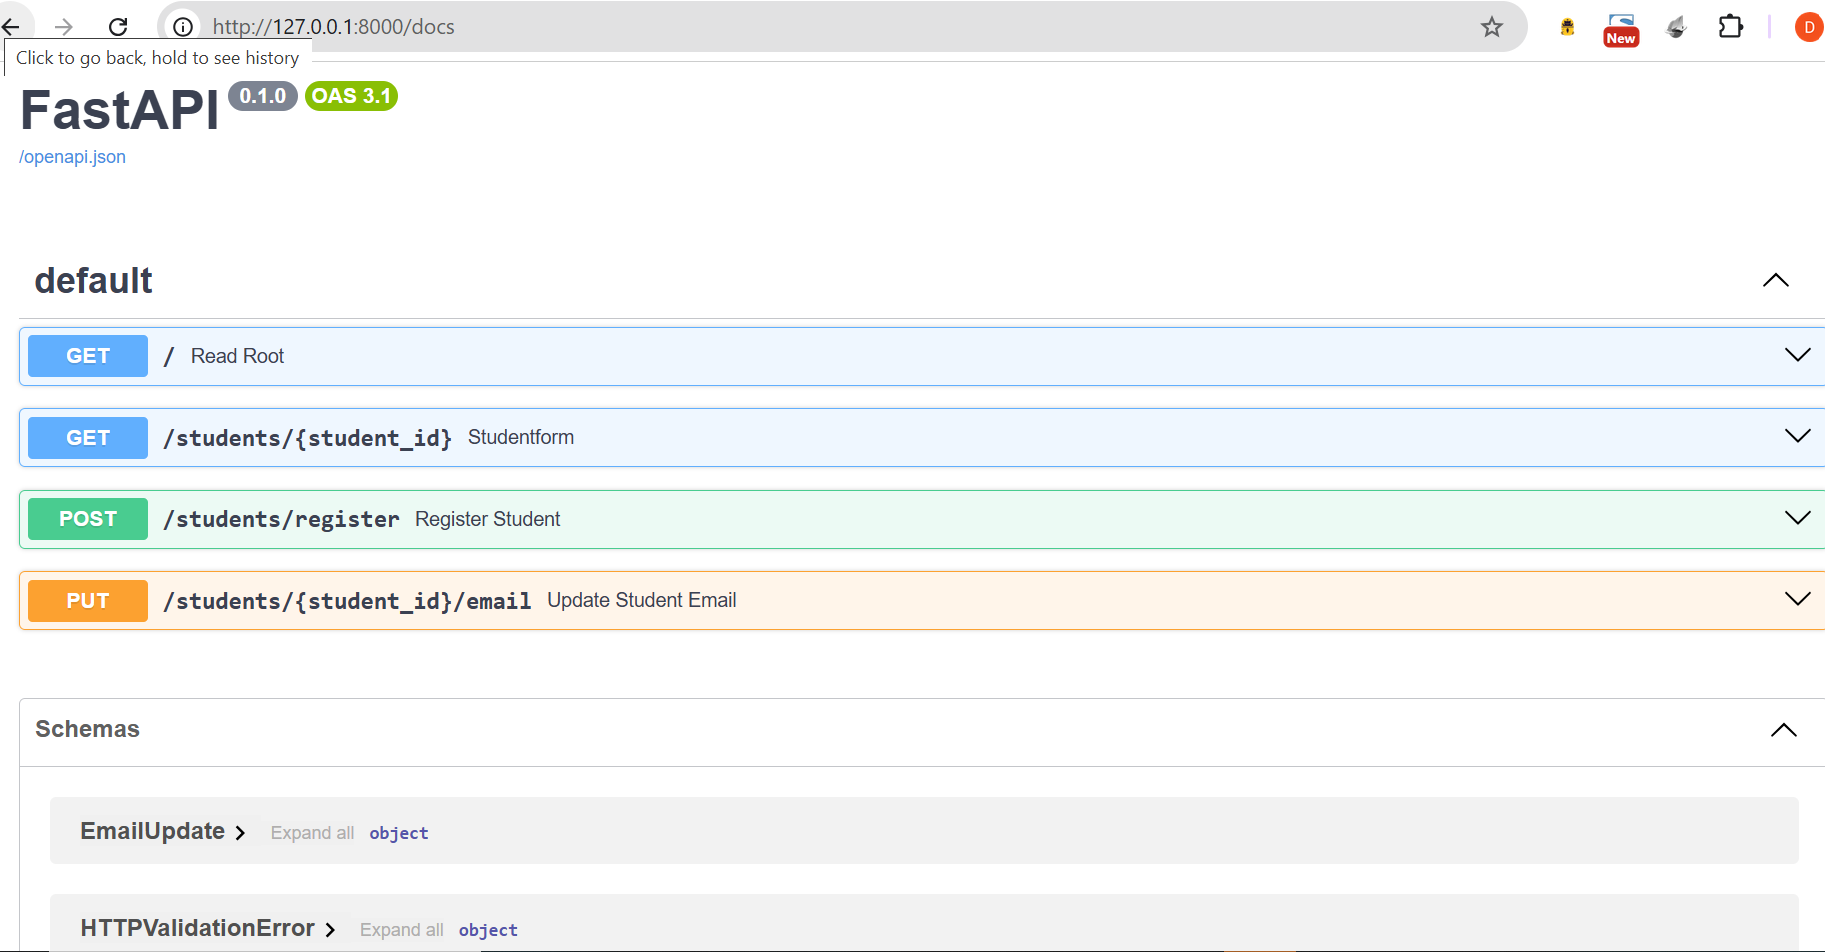 http://127.0.0.1:8000/docs
New
D
Click to go back, hold to see history
FastAPI 0.1.0 OAS 3.1
/openapi.json
default
GET / Read Root
GET /students/{student_id} Studentform
POST /students/register Register Student
PUT /students/{student_id}/email Update Student Email
Schemas
EmailUpdate Expand all object
HTTPValidationError Expand all object